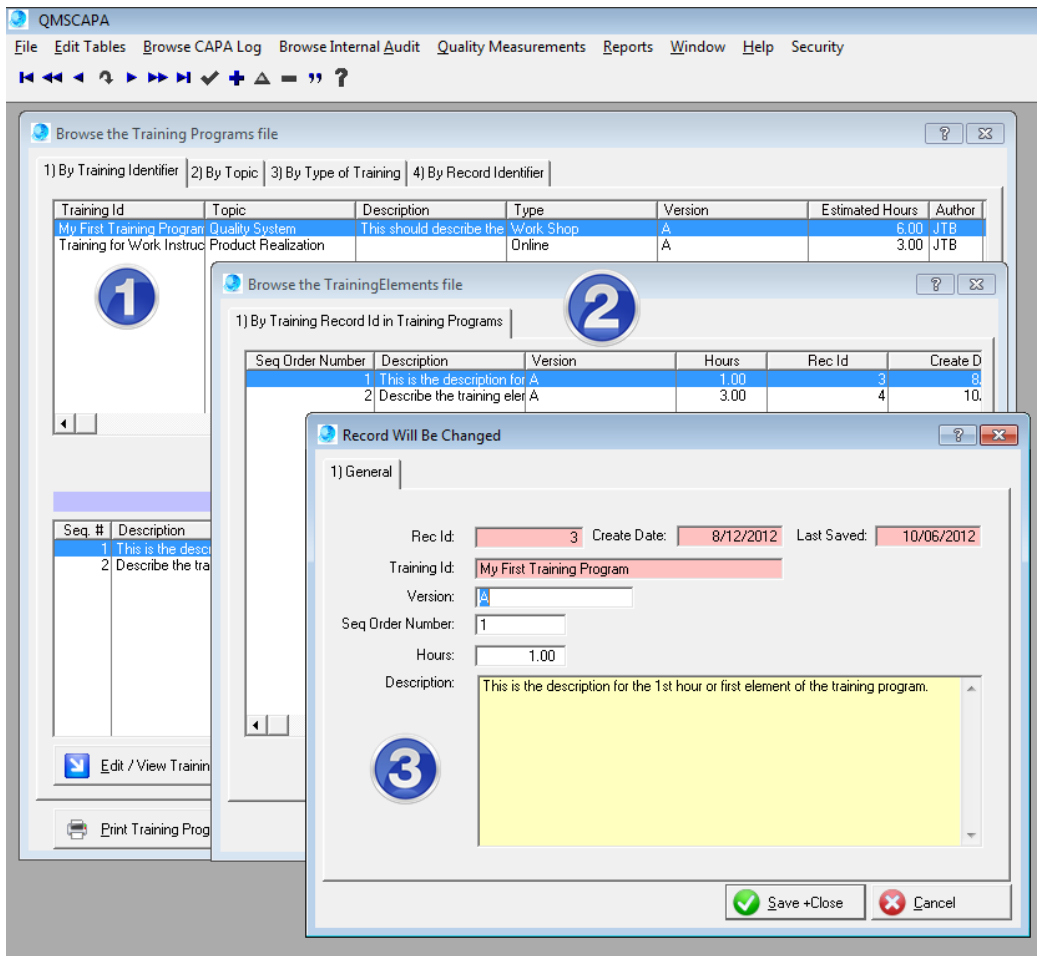 QMSCAPA
File Edit Tables Browse CAPA Log Browse Internal Audit Quality Measurements Reports Window Help Security
Browse the Training Programs file
1) By Training Identifier 2) By Topic 3) By Type of Training 4) By Record Identifier
Training Id Topic Description Type Version Estimated Hours Author
My First Training Program Quality System This should describe the Work Shop A 6.00 JTB
Training for Work Instruc Product Realization Online A 3.00 JTB
1
Browse the TrainingElements file
2
1) By Training Record Id in Training Programs
Seq Order Number Description Version Hours Rec Id Create D
1 This is the description for A 1.00 3 8.
2 Describe the training eler A 3.00 4 10.
Seq. # Description
1 This is the desc
2 Describe the tra
Edit / View Trainin
Print Training Prog
Record Will Be Changed
1) General
Rec Id: 3 Create Date: 8/12/2012 Last Saved: 10/06/2012
Training Id: My First Training Program
Version: A
Seq Order Number: 1
Hours: 1.00
Description: This is the description for the 1st hour or first element of the training program.
3
Save +Close Cancel